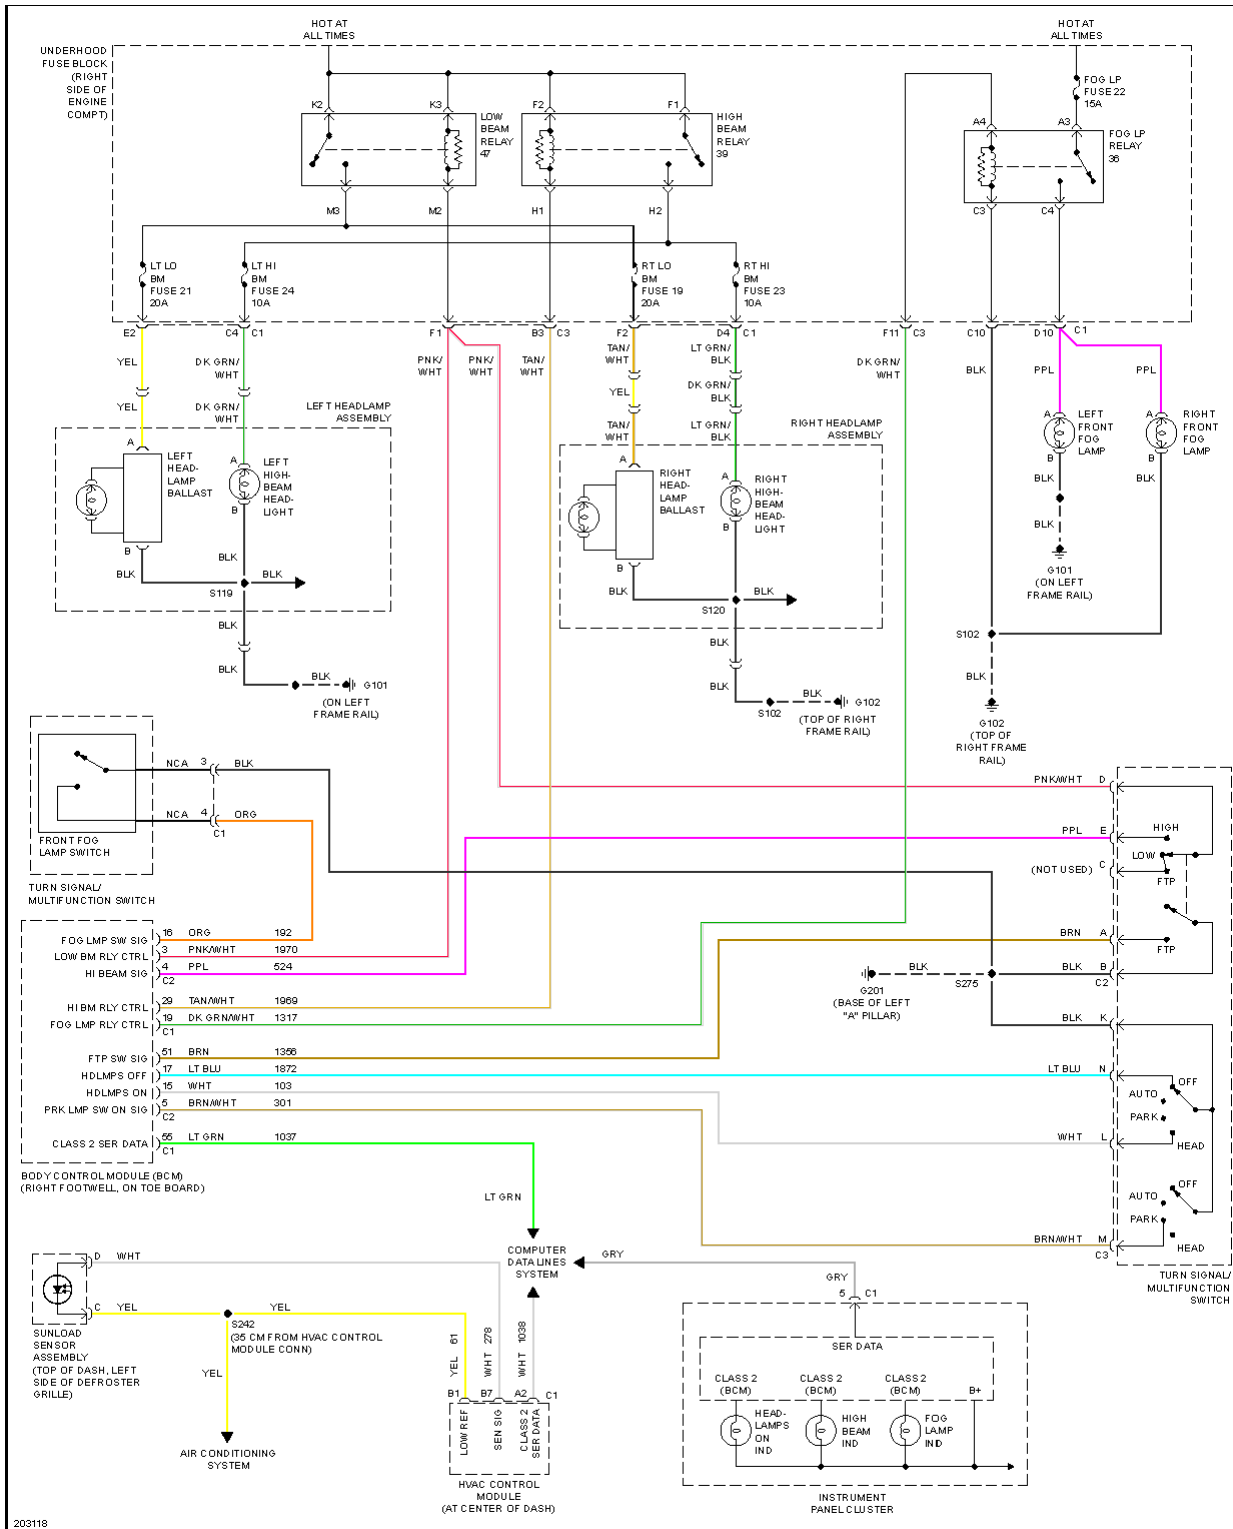 HOT AT
ALL TIMES
HOT AT
ALL TIMES
UNDERHOOD
FUSE BLOCK
(RIGHT
SIDE OF
ENGINE
COMPT)
FOG LP
FUSE 22
15A
K2
K3
F2
F1
A4
A3
LOW
BEAM
RELAY
47
HIGH
BEAM
RELAY
39
FOG LP
RELAY
36
M3
M2
H1
H2
C3
C4
LT LO
BM
FUSE 21
20A
LT HI
BM
FUSE 24
10A
RT LO
BM
FUSE 19
20A
RT HI
BM
FUSE 23
10A
E2
C4
C1
F1
B3
C3
F2
D4
C1
F11
C3
C10
D10
C1
YEL
DK GRN/
WHT
PNK/
WHT
PNK/
WHT
TAN/
WHT
TAN/
WHT
LT GRN/
BLK
DK GRN/
WHT
BLK
PPL
PPL
YEL
DK GRN/
WHT
YEL
DK GRN/
BLK
TAN/
WHT
LT GRN/
BLK
LEFT HEADLAMP
ASSEMBLY
RIGHT HEADLAMP
ASSEMBLY
A
LEFT
HEAD-
LAMP
BALLAST
B
A
LEFT
HIGH-
BEAM
HEAD-
LIGHT
B
A
RIGHT
HEAD-
LAMP
BALLAST
B
A
RIGHT
HIGH-
BEAM
HEAD-
LIGHT
B
A
LEFT
FRONT
FOG
LAMP
B
A
RIGHT
FRONT
FOG
LAMP
B
BLK
BLK
BLK
BLK
G101
(ON LEFT
FRAME RAIL)
BLK
BLK
BLK
S119
BLK
BLK
BLK
G101
(ON LEFT
FRAME RAIL)
BLK
BLK
BLK
S120
BLK
BLK
BLK
S102
G102
(TOP OF RIGHT
FRAME RAIL)
S102
BLK
G102
(TOP OF
RIGHT FRAME
RAIL)
NCA
3
BLK
NCA
4
ORG
C1
FRONT FOG
LAMP SWITCH
TURN SIGNAL/
MULTIFUNCTION SWITCH
PNK/WHT
D
PPL
E
HIGH
LOW
(NOT USED)
C
FTP
BRN
A
FTP
BLK
B
C2
BLK
S275
G201
(BASE OF LEFT
"A" PILLAR)
BLK
K
LT BLU
N
OFF
AUTO
PARK
WHT
L
HEAD
OFF
AUTO
PARK
BRN/WHT
M
C3
HEAD
TURN SIGNAL/
MULTIFUNCTION
SWITCH
FOG LMP SW SIG
16
ORG
192
LOW BM RLY CTRL
3
PNK/WHT
1970
HI BEAM SIG
4
PPL
524
C2
HI BM RLY CTRL
29
TAN/WHT
1969
FOG LMP RLY CTRL
19
DK GRN/WHT
1317
C1
FTP SW SIG
51
BRN
1356
HDLMPS OFF
17
LT BLU
1872
HDLMPS ON
15
WHT
103
PRK LMP SW ON SIG
5
BRN/WHT
301
C2
CLASS 2 SER DATA
55
LT GRN
1037
C1
BODY CONTROL MODULE (BCM)
(RIGHT FOOTWELL, ON TOE BOARD)
LT GRN
COMPUTER
DATA LINES
SYSTEM
GRY
GRY
5
C1
D
WHT
C
YEL
YEL
S242
(35 CM FROM HVAC CONTROL
MODULE CONN)
SUNLOAD
SENSOR
ASSEMBLY
(TOP OF DASH, LEFT
SIDE OF DEFROSTER
GRILLE)
YEL
AIR CONDITIONING
SYSTEM
YEL 61
WHT 278
WHT 1038
B1
B7
A2
C1
LOW REF
SEN SIG
CLASS 2
SER DATA
HVAC CONTROL
MODULE
(AT CENTER OF DASH)
SER DATA
CLASS 2
(BCM)
CLASS 2
(BCM)
CLASS 2
(BCM)
B+
HEAD-
LAMPS
ON
IND
HIGH
BEAM
IND
FOG
LAMP
IND
INSTRUMENT
PANEL CLUSTER
203118